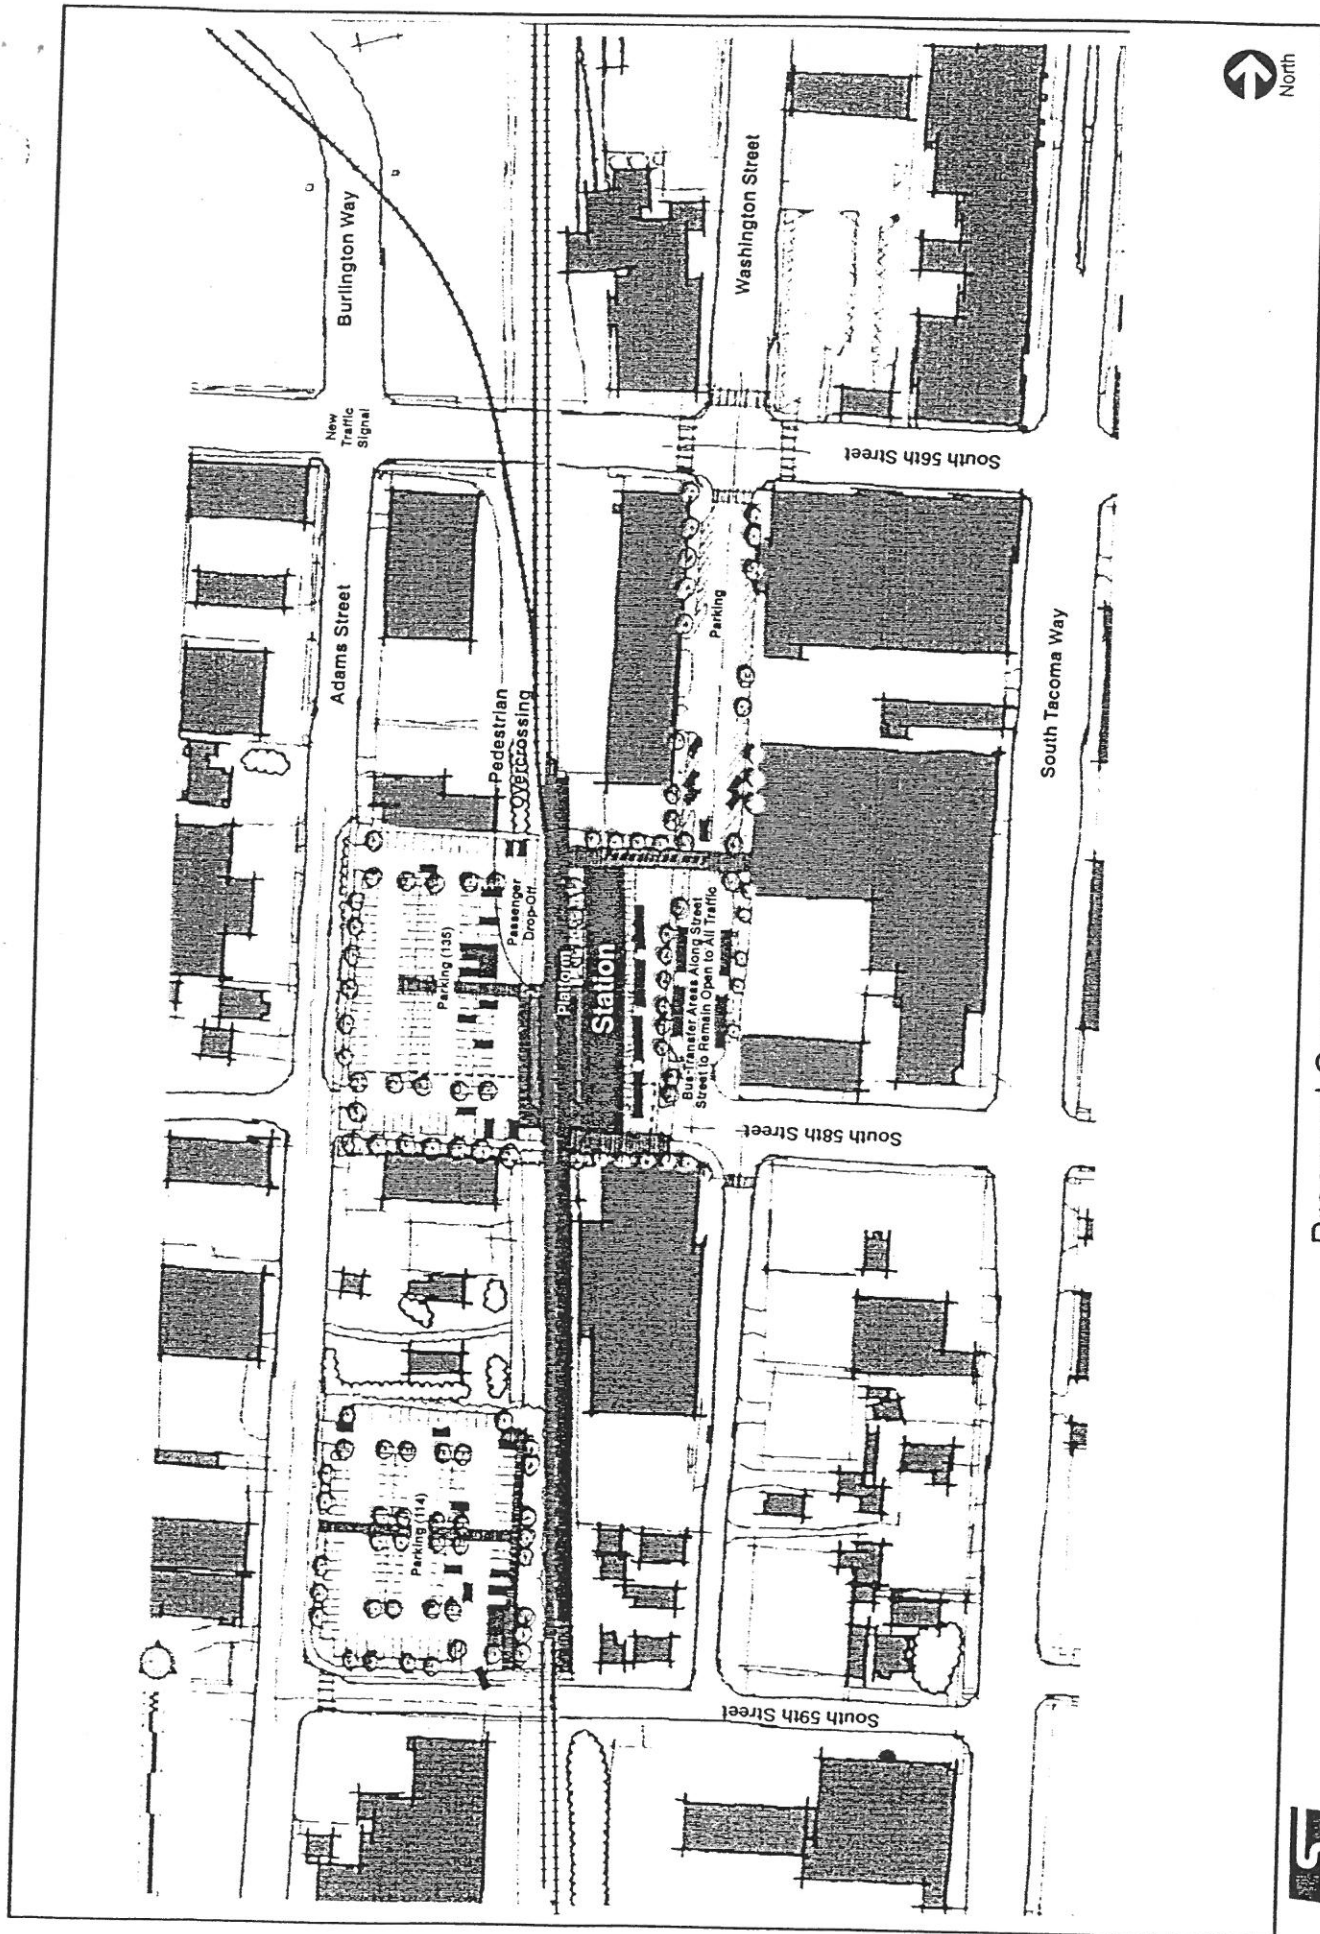 North
Burlington Way
Washington Street
New
Traffic
Signal
South 56th Street
Adams Street
Parking
Pedestrian
Overcrossing
South Tacoma Way
Parking (135)
Passenger
Drop-Off
Platform
Station
Bus-Transfer Areas Along Street
Street to Remain Open to All Traffic
South 58th Street
Parking (114)
South 59th Street